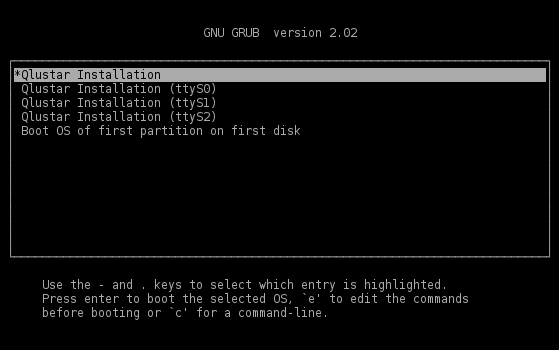 GNU GRUB  version 2.02
*Qlustar Installation
Qlustar Installation (ttyS0)
Qlustar Installation (ttyS1)
Qlustar Installation (ttyS2)
Boot OS of first partition on first disk
Use the - and . keys to select which entry is highlighted.
Press enter to boot the selected OS, `e' to edit the commands
before booting or `c' for a command-line.